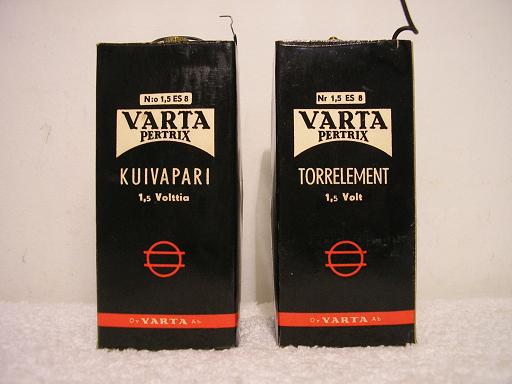 N:o 1,5 ES 8
VARTA
PERTRIX
KUIVAPARI
1,5 Volttia
Oy VARTA Ab
Nr 1,5 ES 8
VARTA
PERTRIX
TORRELEMENT
1,5 Volt
Oy VARTA Ab